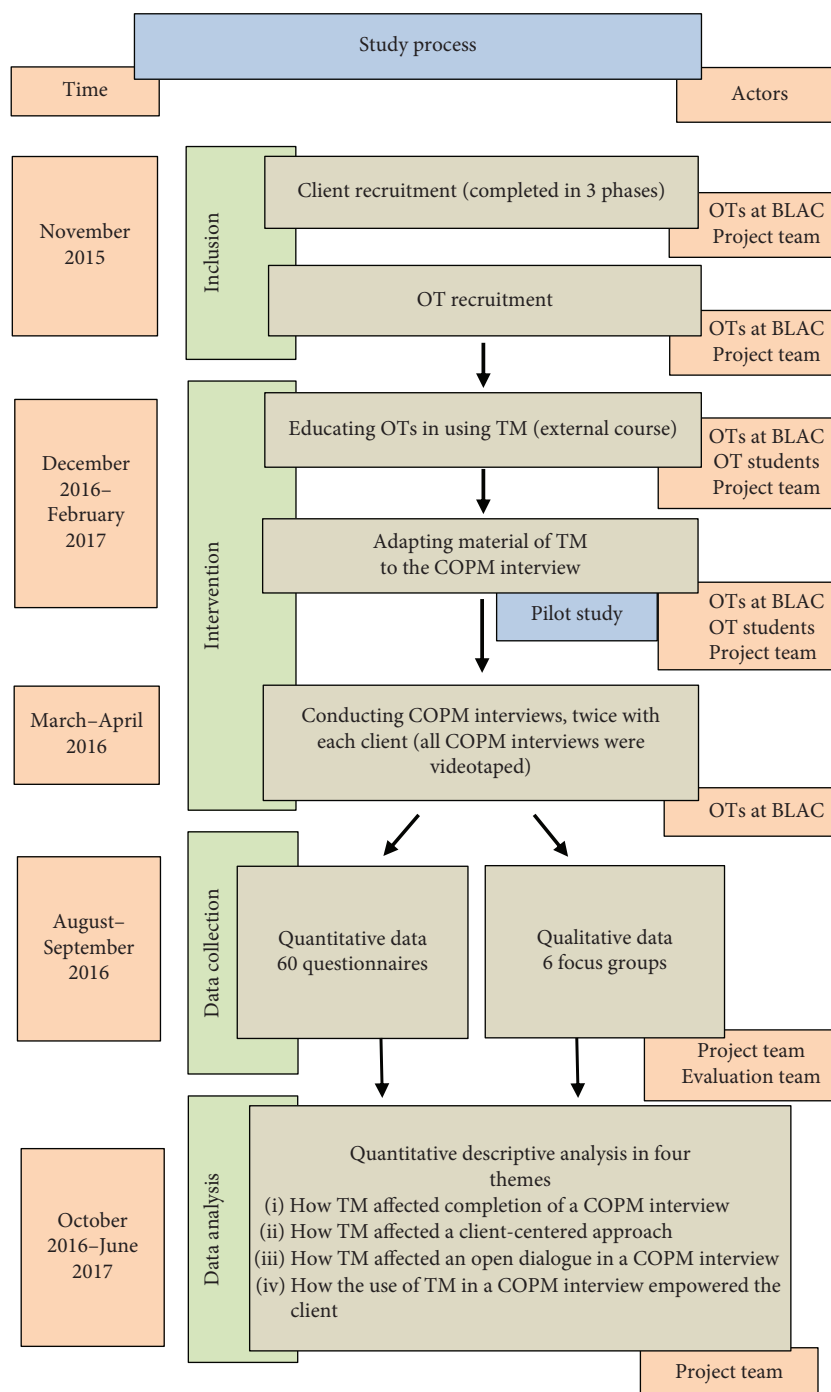 Study process
Time
Actors
November
2015
Inclusion
Client recruitment (completed in 3 phases)
OTs at BLAC
Project team
OT recruitment
OTs at BLAC
Project team
December
2016–
February
2017
Intervention
Educating OTs in using TM (external course)
OTs at BLAC
OT students
Project team
Adapting material of TM
to the COPM interview
Pilot study
OTs at BLAC
OT students
Project team
March–April
2016
Conducting COPM interviews, twice with
each client (all COPM interviews were
videotaped)
OTs at BLAC
August–
September
2016
Data collection
Quantitative data
60 questionnaires
Qualitative data
6 focus groups
Project team
Evaluation team
October
2016–June
2017
Data analysis
Quantitative descriptive analysis in four
themes
(i) How TM affected completion of a COPM interview
(ii) How TM affected a client-centered approach
(iii) How TM affected an open dialogue in a COPM interview
(iv) How the use of TM in a COPM interview empowered the
client
Project team